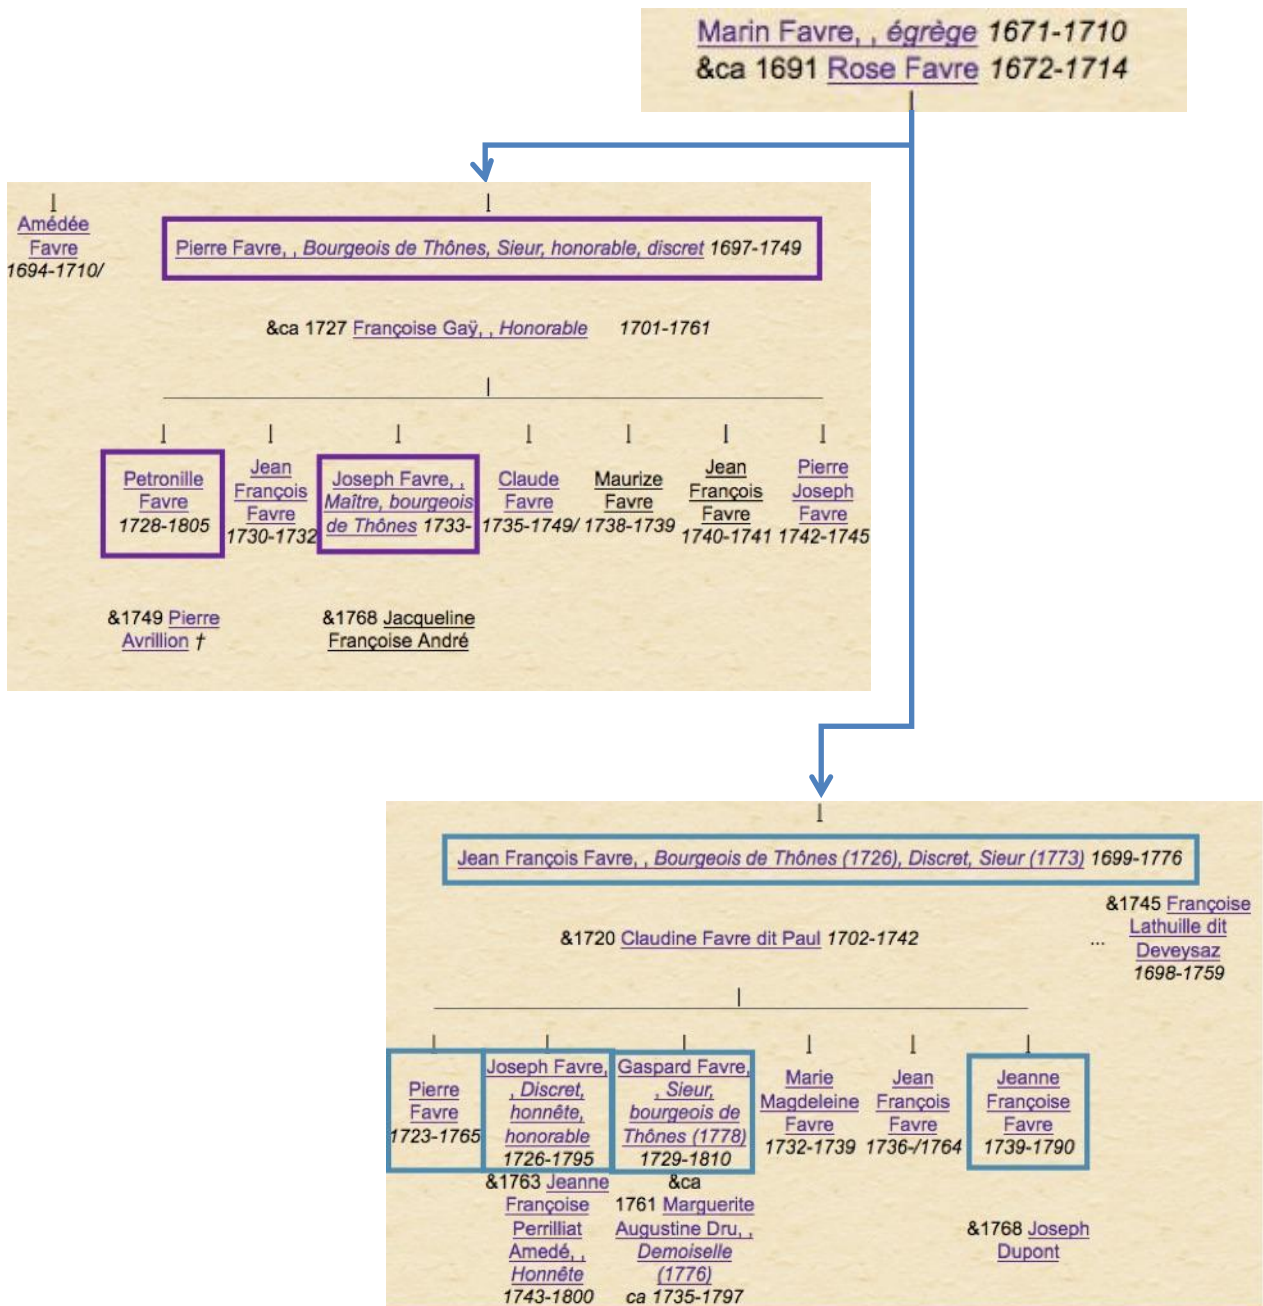 Marin Favre, , égrège 1671-1710
&ca 1691 Rose Favre 1672-1714
Amédée
Favre
1694-1710/
Pierre Favre, , Bourgeois de Thônes, Sieur, honorable, discret 1697-1749
&ca 1727 Françoise Gaÿ, , Honorable 1701-1761
Petronille
Favre
1728-1805
&1749 Pierre
Avrillion †
Jean
François
Favre
1730-1732
Joseph Favre, ,
Maître, bourgeois
de Thônes 1733-
&1768 Jacqueline
Françoise André
Claude
Favre
1735-1749/
Maurize
Favre
1738-1739
Jean
François
Favre
1740-1741
Pierre
Joseph
Favre
1742-1745
Jean François Favre, , Bourgeois de Thônes (1726), Discret, Sieur (1773) 1699-1776
&1720 Claudine Favre dit Paul 1702-1742
...
&1745 Françoise
Lathuille dit
Deveysaz
1698-1759
Pierre
Favre
1723-1765
Joseph Favre,
, Discret,
honnête,
honorable
1726-1795
&1763 Jeanne
Françoise
Perrilliat
Amedé, ,
Honnête
1743-1800
Gaspard Favre,
, Sieur,
bourgeois de
Thônes (1778)
1729-1810
&ca
1761 Marguerite
Augustine Dru, ,
Demoiselle
(1776)
ca 1735-1797
Marie
Magdeleine
Favre
1732-1739
Jean
François
Favre
1736-/1764
Jeanne
Françoise
Favre
1739-1790
&1768 Joseph
Dupont